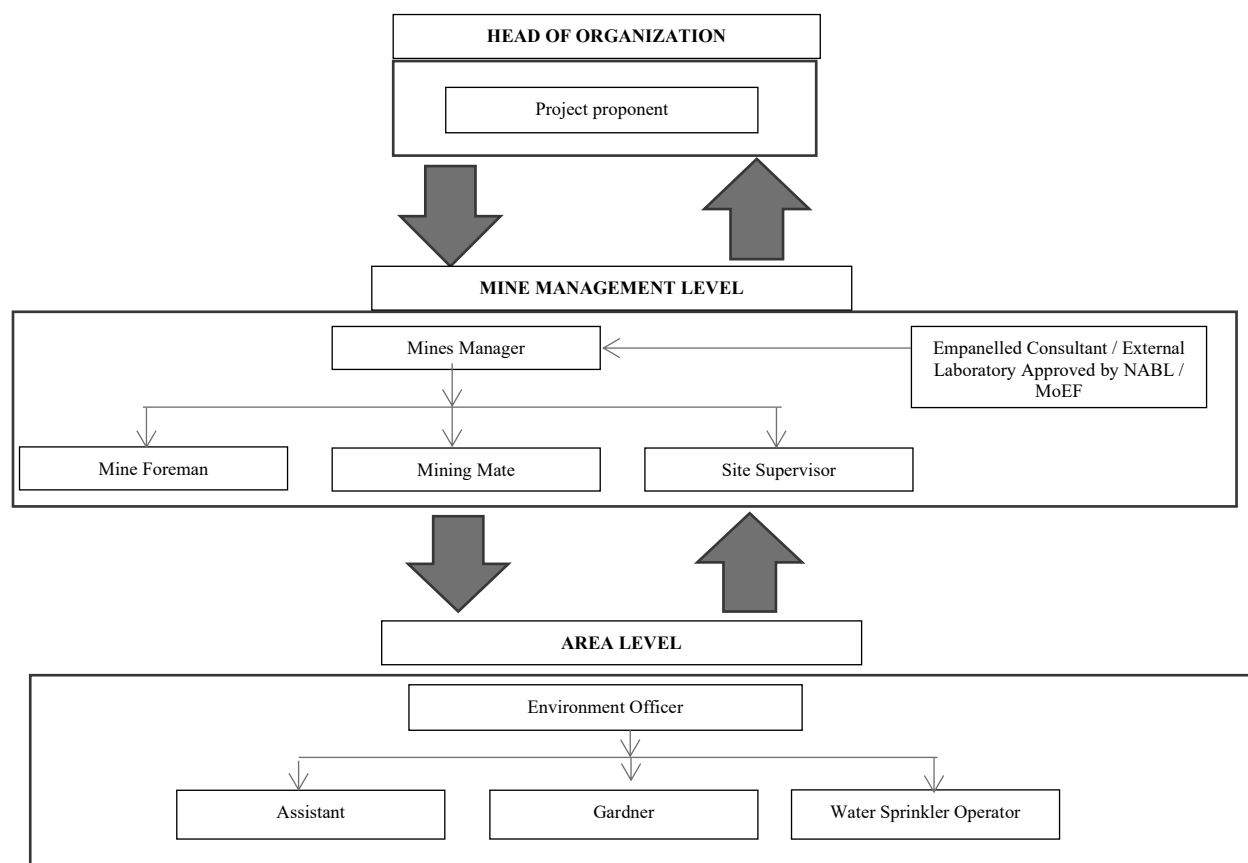 HEAD OF ORGANIZATION
Project proponent
MINE MANAGEMENT LEVEL
Mines Manager
Empanelled Consultant / External
Laboratory Approved by NABL /
MoEF
Mine Foreman
Mining Mate
Site Supervisor
AREA LEVEL
Environment Officer
Assistant
Gardner
Water Sprinkler Operator